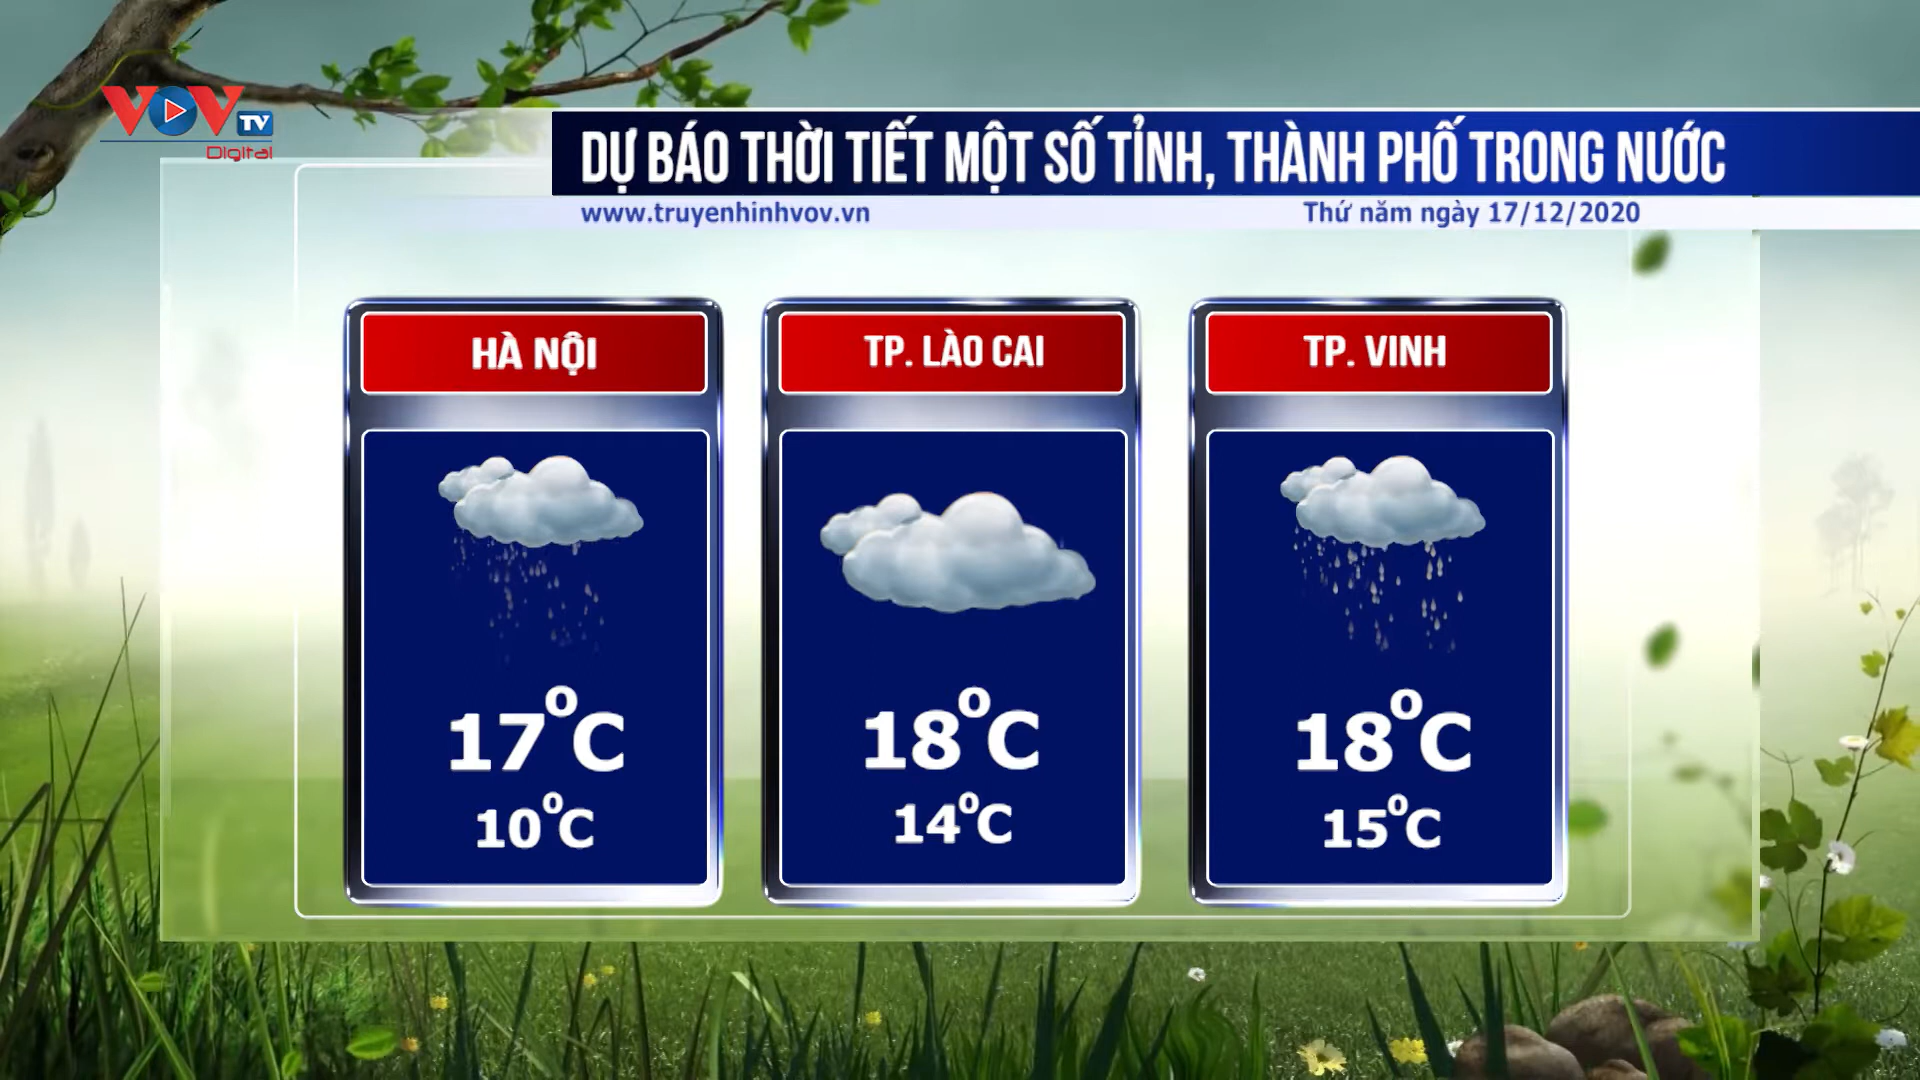 VOV TV
Digital
DỰ BÁO THỜI TIẾT MỘT SỐ TỈNH, THÀNH PHỐ TRONG NƯỚC
www.truyenhinhvov.vn
Thứ năm ngày 17/12/2020
HÀ NỘI
17°C
10°C
TP. LÀO CAI
18°C
14°C
TP. VINH
18°C
15°C